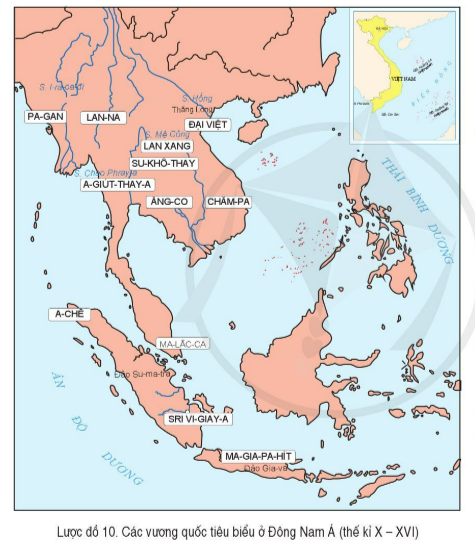 S. I-ra-oa-đi
S. Hồng
Thăng Long
PA-GAN
LAN-NA
ĐẠI VIỆT
S. Mê Công
LAN XANG
SU-KHÔ-THAY
S. Chao Phraya
A-GIÚT-THAY-A
ĂNG-CO
CHĂM-PA
THÁI BÌNH DƯƠNG
VIỆT NAM
A-CHÊ
MA-LẮC-CA
Đảo Su-ma-tra
SRI VI-GIAY-A
MA-GIA-PA-HÍT
Đảo Gia-va
ẤN ĐỘ DƯƠNG
Lược đồ 10. Các vương quốc tiêu biểu ở Đông Nam Á (thế kỉ X – XVI)